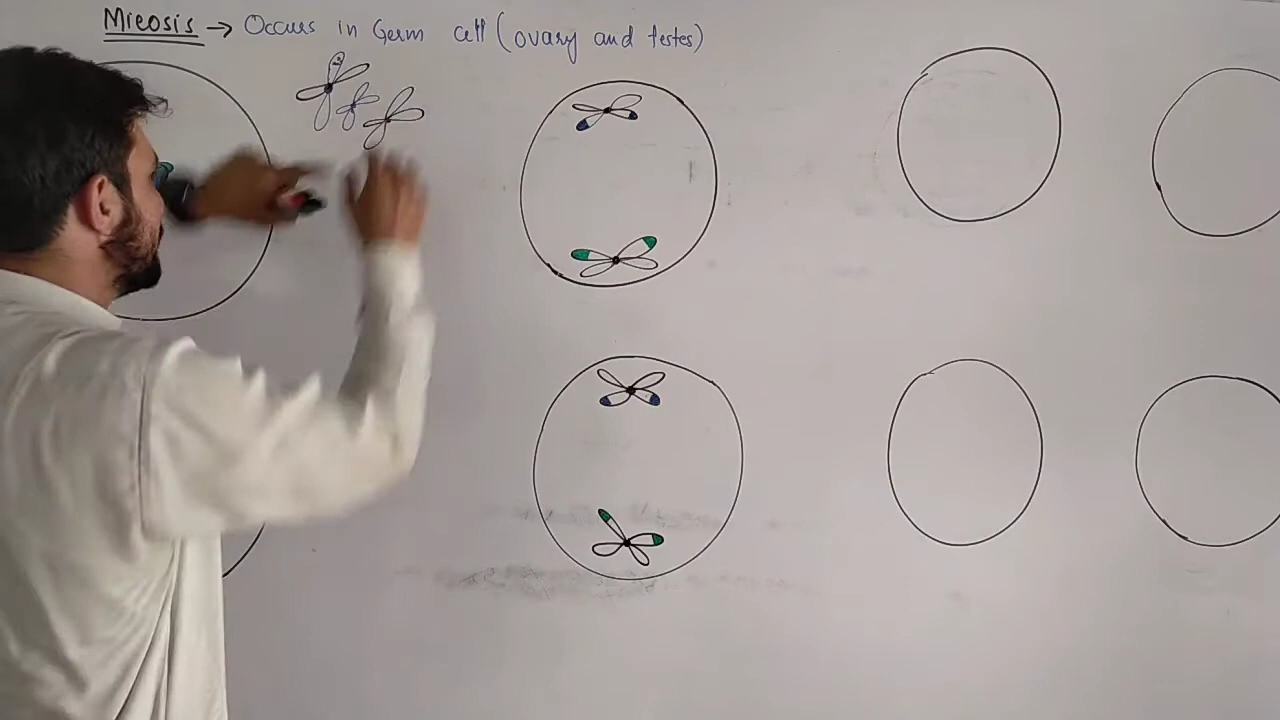 Mieosis → Occurs in Germ cell (ovary and testes)